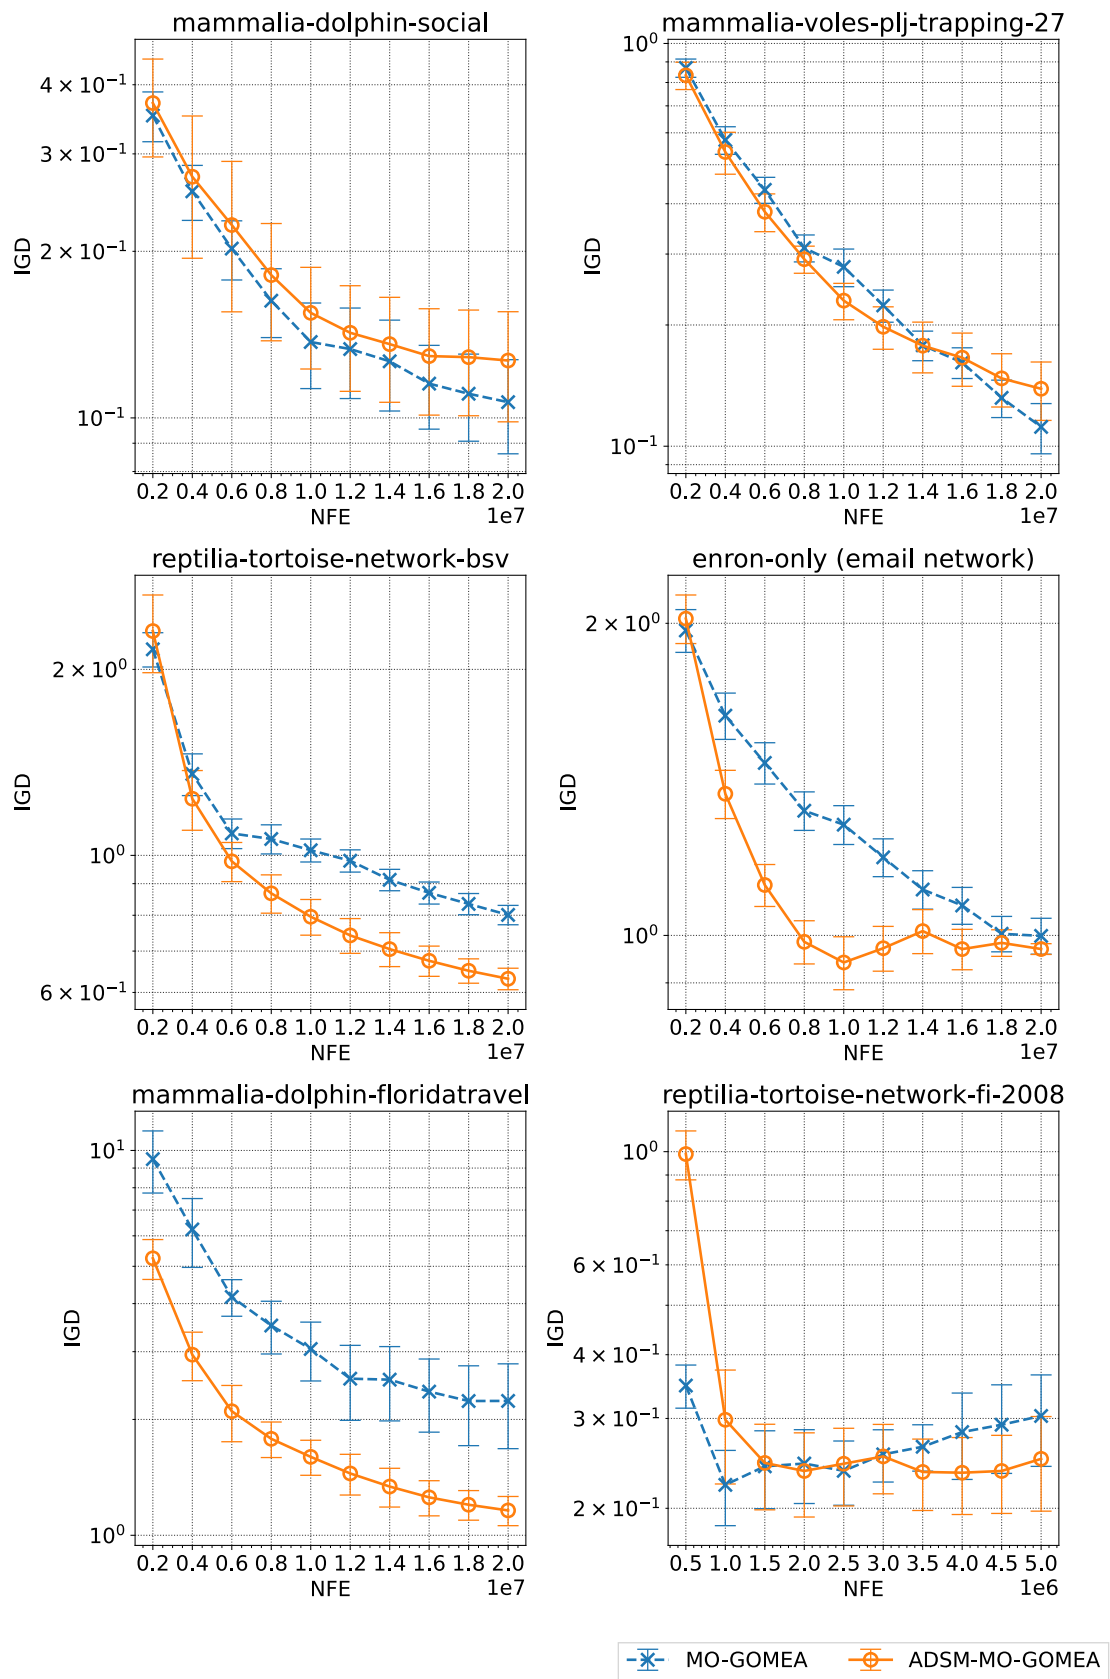 mammalia-dolphin-social
4 × 10⁻¹
3 × 10⁻¹
2 × 10⁻¹
10⁻¹
IGD
0.2 0.4 0.6 0.8 1.0 1.2 1.4 1.6 1.8 2.0
NFE
1e7
mammalia-voles-plj-trapping-27
10⁰
10⁻¹
IGD
0.2 0.4 0.6 0.8 1.0 1.2 1.4 1.6 1.8 2.0
NFE
1e7
reptilia-tortoise-network-bsv
2 × 10⁰
10⁰
6 × 10⁻¹
IGD
0.2 0.4 0.6 0.8 1.0 1.2 1.4 1.6 1.8 2.0
NFE
1e7
enron-only (email network)
2 × 10⁰
10⁰
IGD
0.2 0.4 0.6 0.8 1.0 1.2 1.4 1.6 1.8 2.0
NFE
1e7
mammalia-dolphin-floridatravel
10¹
10⁰
IGD
0.2 0.4 0.6 0.8 1.0 1.2 1.4 1.6 1.8 2.0
NFE
1e7
reptilia-tortoise-network-fi-2008
10⁰
6 × 10⁻¹
4 × 10⁻¹
3 × 10⁻¹
2 × 10⁻¹
IGD
0.5 1.0 1.5 2.0 2.5 3.0 3.5 4.0 4.5 5.0
NFE
1e6
MO-GOMEA
ADSM-MO-GOMEA